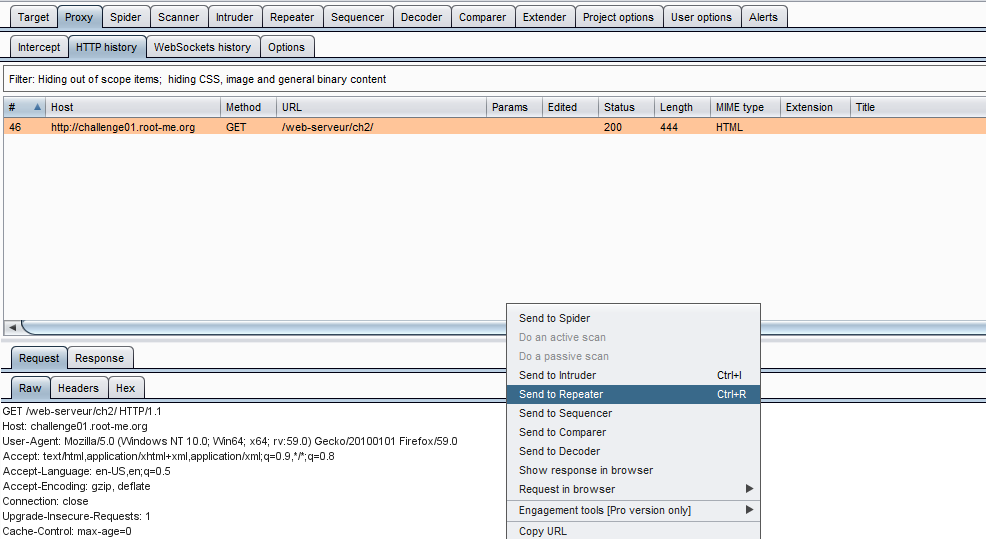 Target Proxy Spider Scanner Intruder Repeater Sequencer Decoder Comparer Extender Project options User options Alerts
Intercept HTTP history WebSockets history Options
Filter: Hiding out of scope items; hiding CSS, image and general binary content
# Host Method URL Params Edited Status Length MIME type Extension Title
46 http://challenge01.root-me.org GET /web-serveur/ch2/ 200 444 HTML
Request Response
Raw Headers Hex
GET /web-serveur/ch2/ HTTP/1.1
Host: challenge01.root-me.org
User-Agent: Mozilla/5.0 (Windows NT 10.0; Win64; x64; rv:59.0) Gecko/20100101 Firefox/59.0
Accept: text/html,application/xhtml+xml,application/xml;q=0.9,*/*;q=0.8
Accept-Language: en-US,en;q=0.5
Accept-Encoding: gzip, deflate
Connection: close
Upgrade-Insecure-Requests: 1
Cache-Control: max-age=0
Send to Spider
Do an active scan
Do a passive scan
Send to Intruder Ctrl+I
Send to Repeater Ctrl+R
Send to Sequencer
Send to Comparer
Send to Decoder
Show response in browser
Request in browser
Engagement tools [Pro version only]
Copy URL